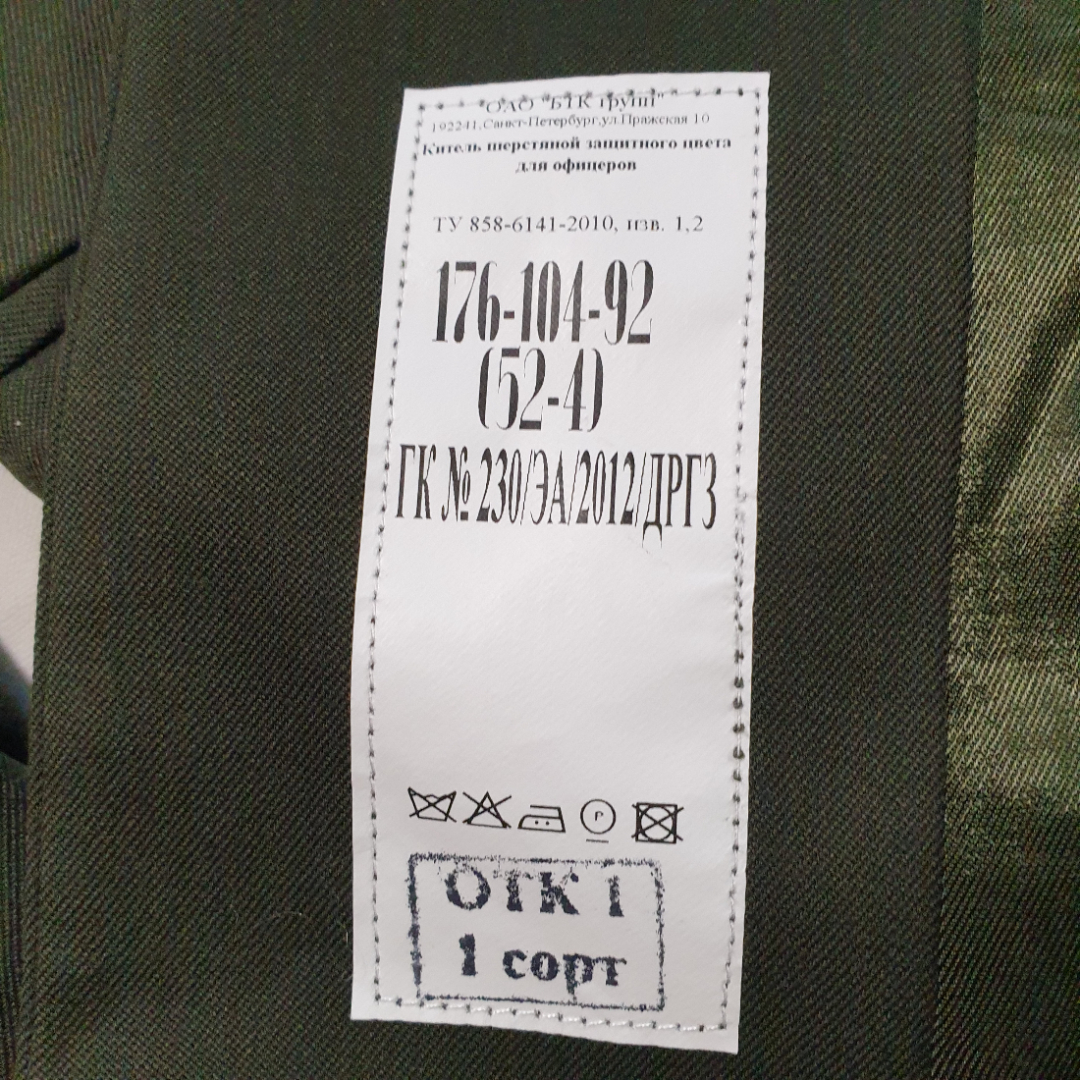 ОАО "БТК групп"
192241,Санкт-Петербург,ул.Пражская 10
Китель шерстяной защитного цвета
для офицеров
ТУ 858-6141-2010, изв. 1,2
176-104-92
(52-4)
ГК № 230/ЭА/2012/ДРГЗ
P
ОТК 1
1 сорт